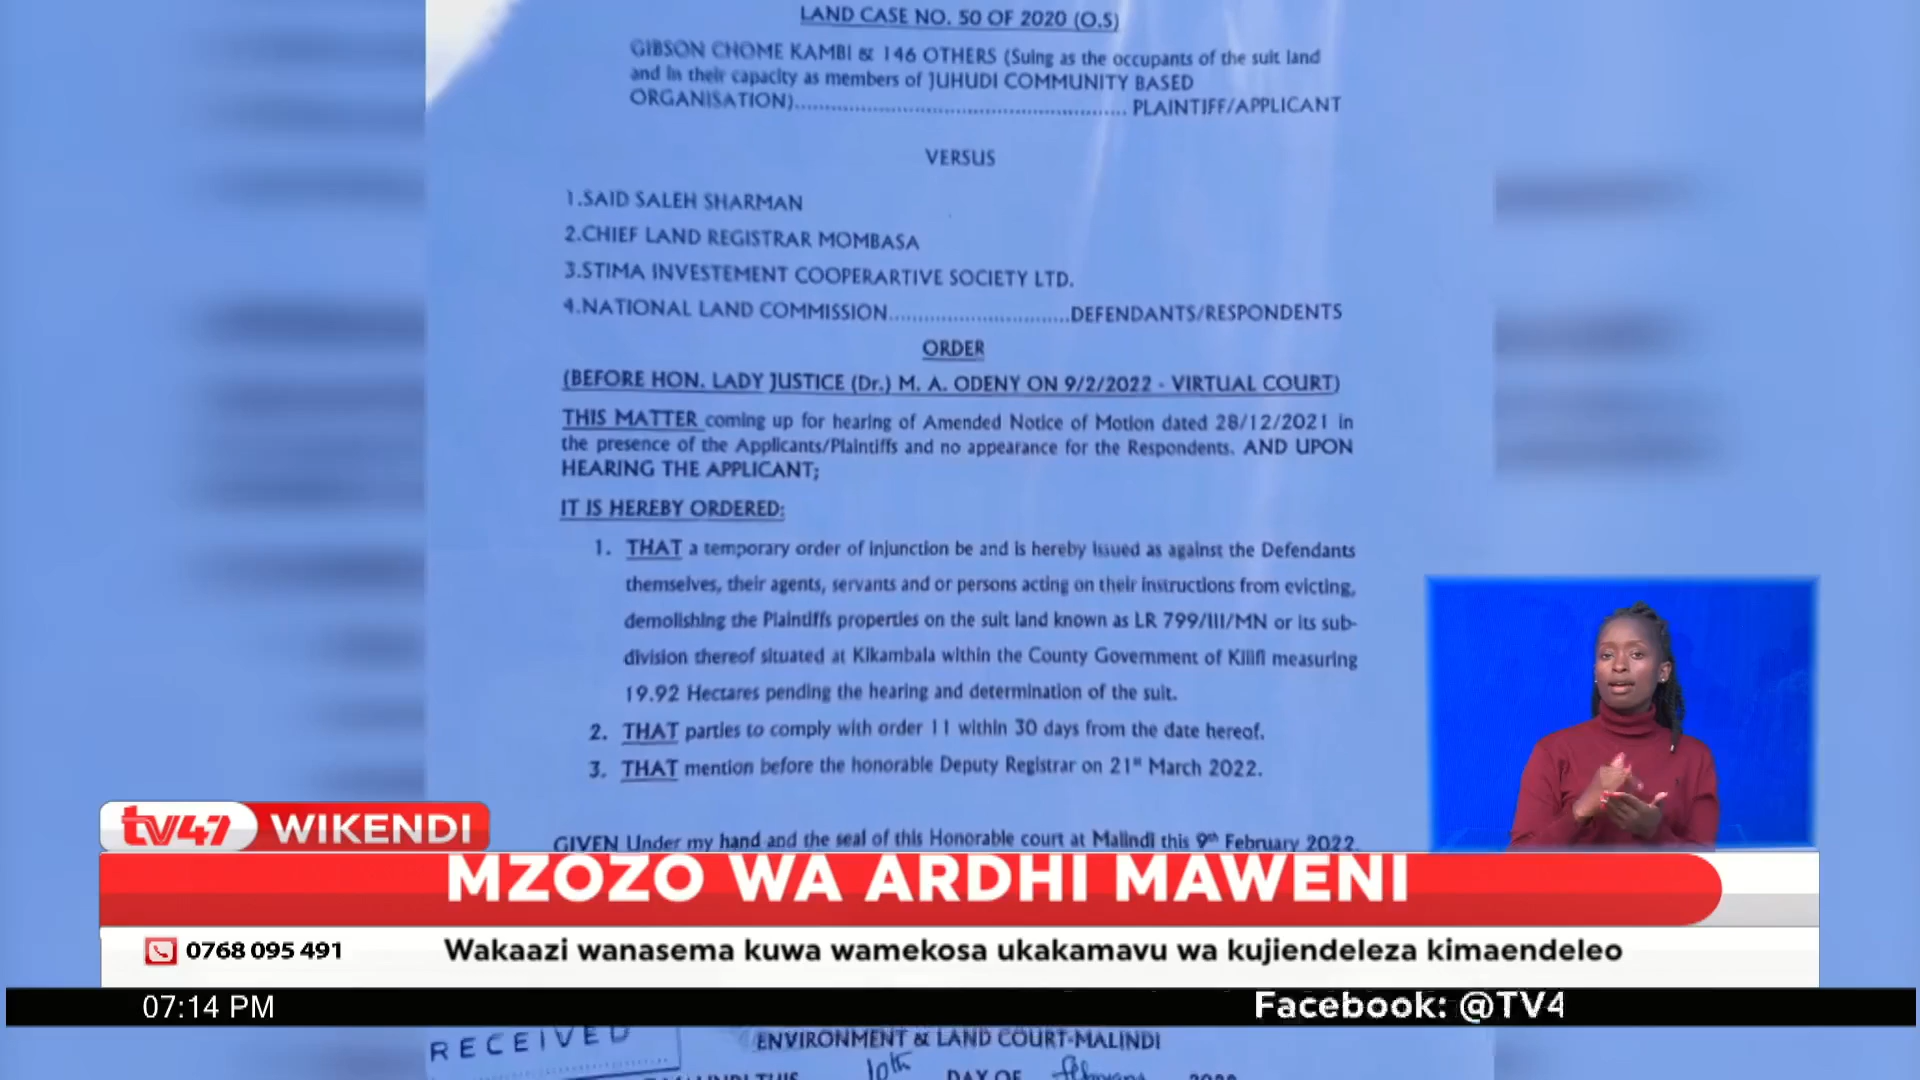 LAND CASE NO. 50 OF 2020 (O.S)
GIBSON CHOME KAMBI & 146 OTHERS (Suing as the occupants of the suit land
and in their capacity as members of JUHUDI COMMUNITY BASED
ORGANISATION)............................................... PLAINTIFF/APPLICANT
VERSUS
1.SAID SALEH SHARMAN
2.CHIEF LAND REGISTRAR MOMBASA
3.STIMA INVESTEMENT COOPERARTIVE SOCIETY LTD.
4.NATIONAL LAND COMMISSION............................DEFENDANTS/RESPONDENTS
ORDER
(BEFORE HON. LADY JUSTICE (Dr.) M. A. ODENY ON 9/2/2022 - VIRTUAL COURT)
THIS MATTER coming up for hearing of Amended Notice of Motion dated 28/12/2021 in
the presence of the Applicants/Plaintiffs and no appearance for the Respondents. AND UPON
HEARING THE APPLICANT;
IT IS HEREBY ORDERED:
1. THAT a temporary order of injunction be and is hereby issued as against the Defendants
themselves, their agents, servants and or persons acting on their instructions from evicting,
demolishing the Plaintiffs properties on the suit land known as LR 799/III/MN or its sub-
division thereof situated at Kikambala within the County Government of Kilifi measuring
19.92 Hectares pending the hearing and determination of the suit.
2. THAT parties to comply with order 11 within 30 days from the date hereof.
3. THAT mention before the honorable Deputy Registrar on 21st March 2022.
GIVEN Under my hand and the seal of this Honorable court at Malindi this 9th February 2022.
tv47 WIKENDI
MZOZO WA ARDHI MAWENI
0768 095 491
Wakaazi wanasema kuwa wamekosa ukakamavu wa kujiendeleza kimaendeleo
07:14 PM
Facebook: @TV4
RECEIVED
ENVIRONMENT & LAND COURT-MALINDI
10th DAY OF